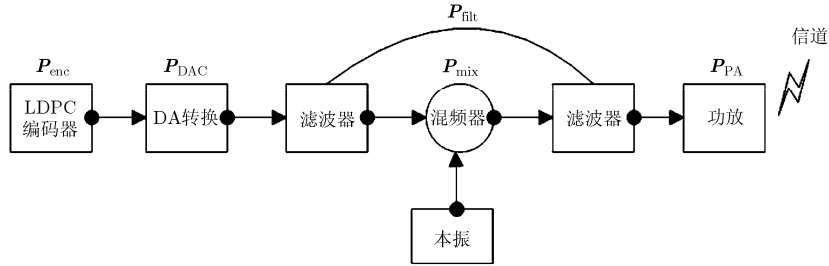 P_filt
信道
P_enc
P_DAC
P_mix
P_PA
LDPC
编码器
DA转换
滤波器
混频器
滤波器
功放
本振